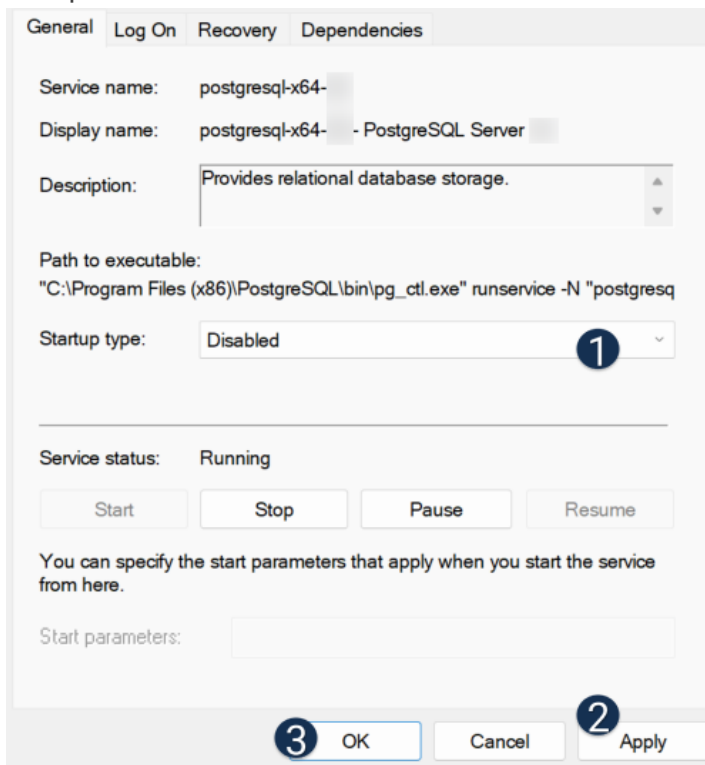 General Log On Recovery Dependencies
Service name: postgresql-x64-
Display name: postgresql-x64- - PostgreSQL Server
Description: Provides relational database storage.
Path to executable:
"C:\Program Files (x86)\PostgreSQL\bin\pg_ctl.exe" runservice -N "postgresq
Startup type: Disabled 1
Service status: Running
Start Stop Pause Resume
You can specify the start parameters that apply when you start the service
from here.
Start parameters:
3 OK Cancel 2 Apply